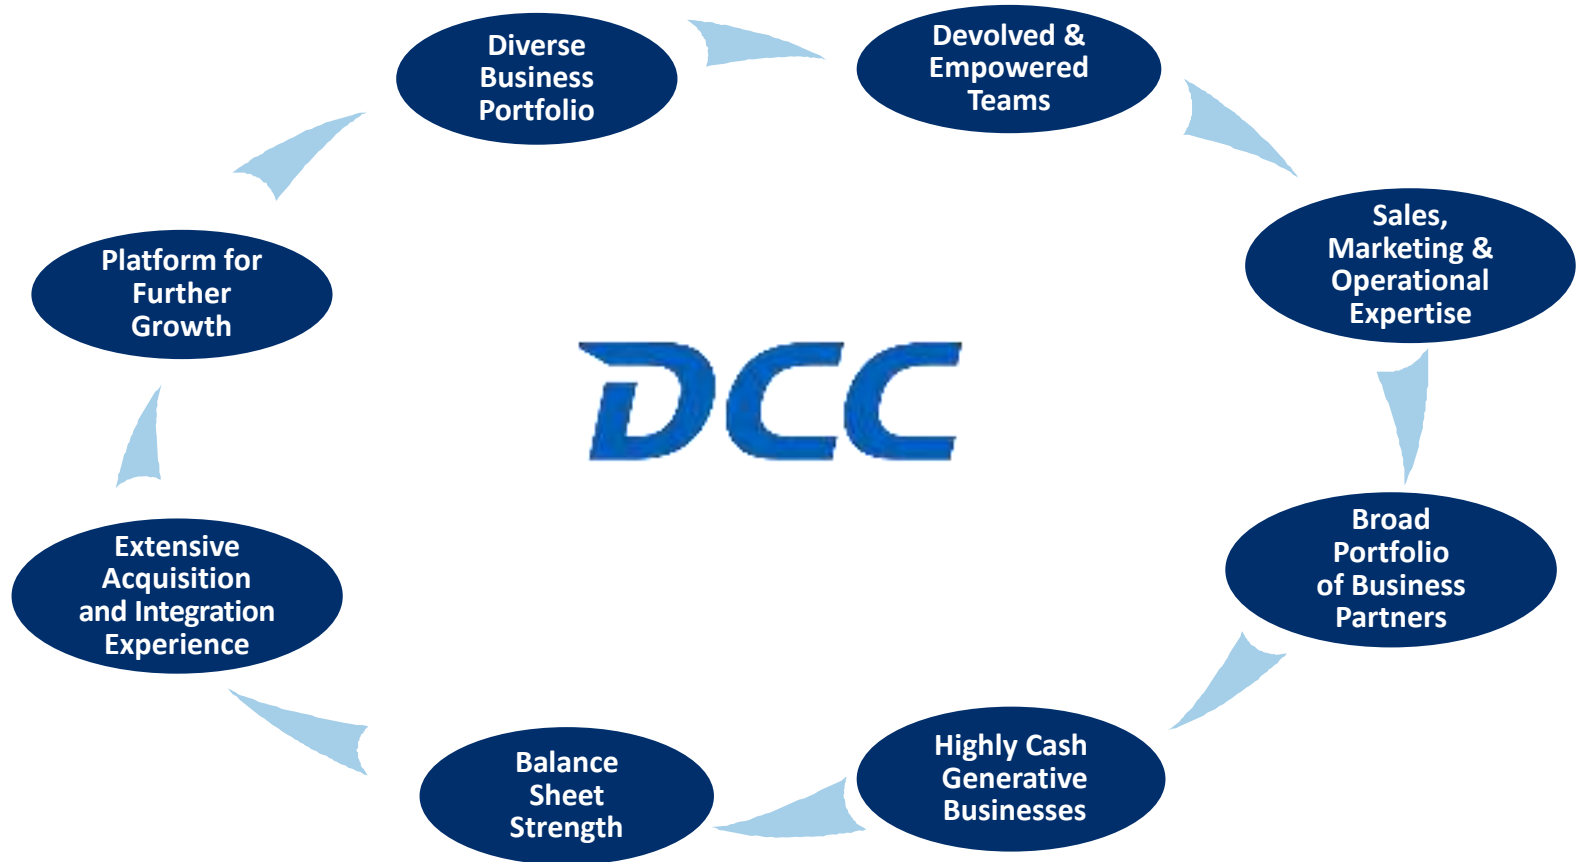 Diverse
Business
Portfolio
Devolved &
Empowered
Teams
Sales,
Marketing &
Operational
Expertise
Broad
Portfolio
of Business
Partners
Highly Cash
Generative
Businesses
Balance
Sheet
Strength
Extensive
Acquisition
and Integration
Experience
Platform for
Further
Growth
DCC